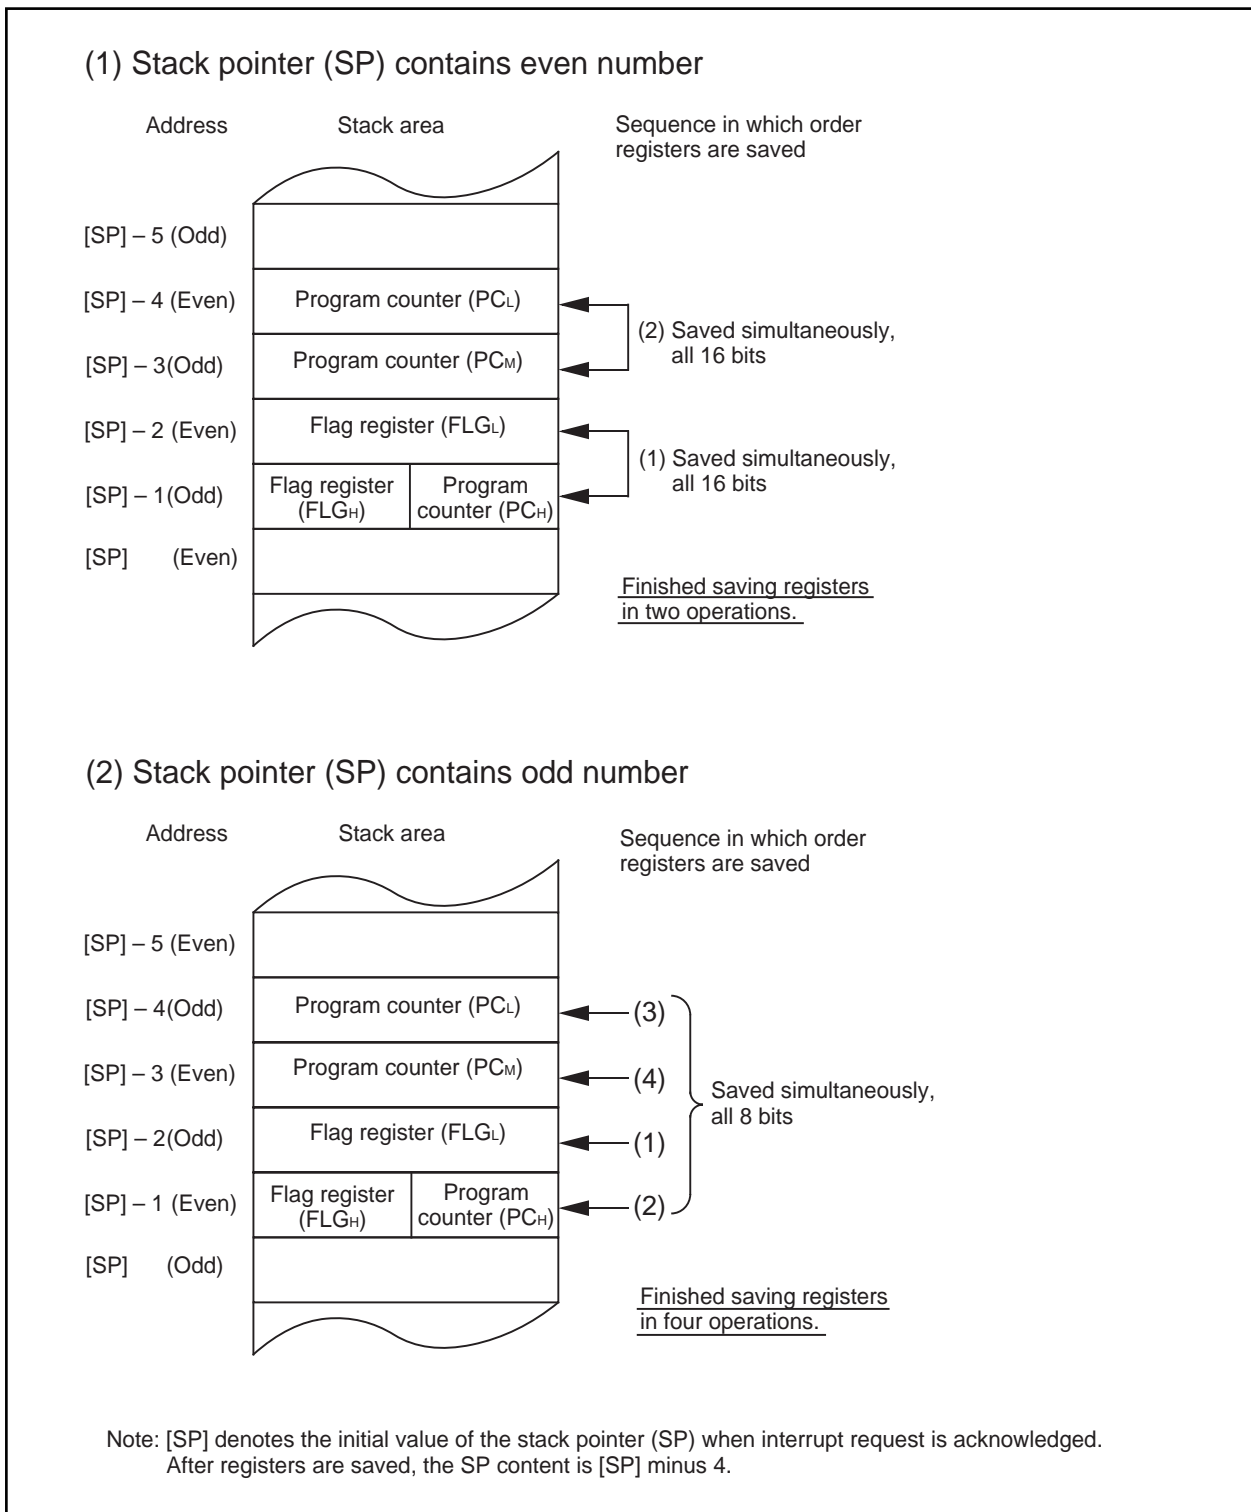 (1) Stack pointer (SP) contains even number
Address
Stack area
Sequence in which order
registers are saved
[SP] – 5 (Odd)
[SP] – 4 (Even)
Program counter (PCL)
[SP] – 3(Odd)
Program counter (PCM)
(2) Saved simultaneously,
all 16 bits
[SP] – 2 (Even)
Flag register (FLGL)
[SP] – 1(Odd)
Flag register
(FLGH)
Program
counter (PCH)
(1) Saved simultaneously,
all 16 bits
[SP] (Even)
Finished saving registers
in two operations.
(2) Stack pointer (SP) contains odd number
Address
Stack area
Sequence in which order
registers are saved
[SP] – 5 (Even)
[SP] – 4(Odd)
Program counter (PCL)
(3)
[SP] – 3 (Even)
Program counter (PCM)
(4)
Saved simultaneously,
all 8 bits
[SP] – 2(Odd)
Flag register (FLGL)
(1)
[SP] – 1 (Even)
Flag register
(FLGH)
Program
counter (PCH)
(2)
[SP] (Odd)
Finished saving registers
in four operations.
Note: [SP] denotes the initial value of the stack pointer (SP) when interrupt request is acknowledged.
After registers are saved, the SP content is [SP] minus 4.